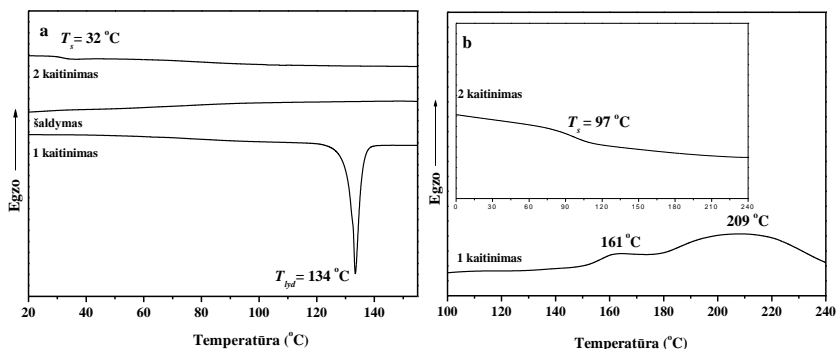 a
T_s = 32 °C
2 kaitinimas
šaldymas
1 kaitinimas
T_lyd = 134 °C
Egzo
20 40 60 80 100 120 140
Temperatūra (°C)
b
2 kaitinimas
T_s = 97 °C
0 30 60 90 120 150 180 210 240
209 °C
161 °C
1 kaitinimas
Egzo
100 120 140 160 180 200 220 240
Temperatūra (°C)